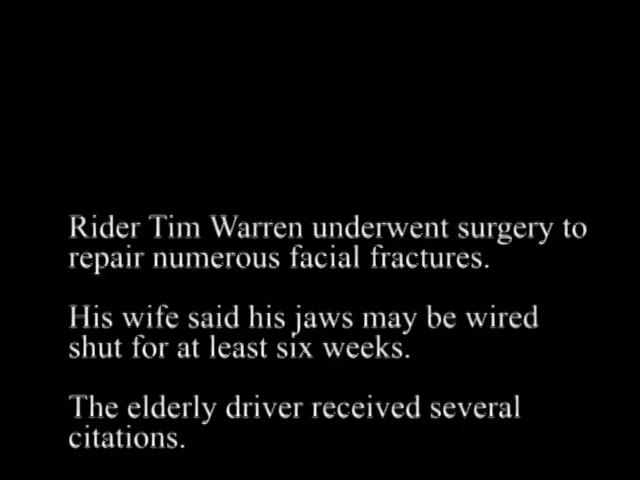 Rider Tim Warren underwent surgery to
repair numerous facial fractures.
His wife said his jaws may be wired
shut for at least six weeks.
The elderly driver received several
citations.